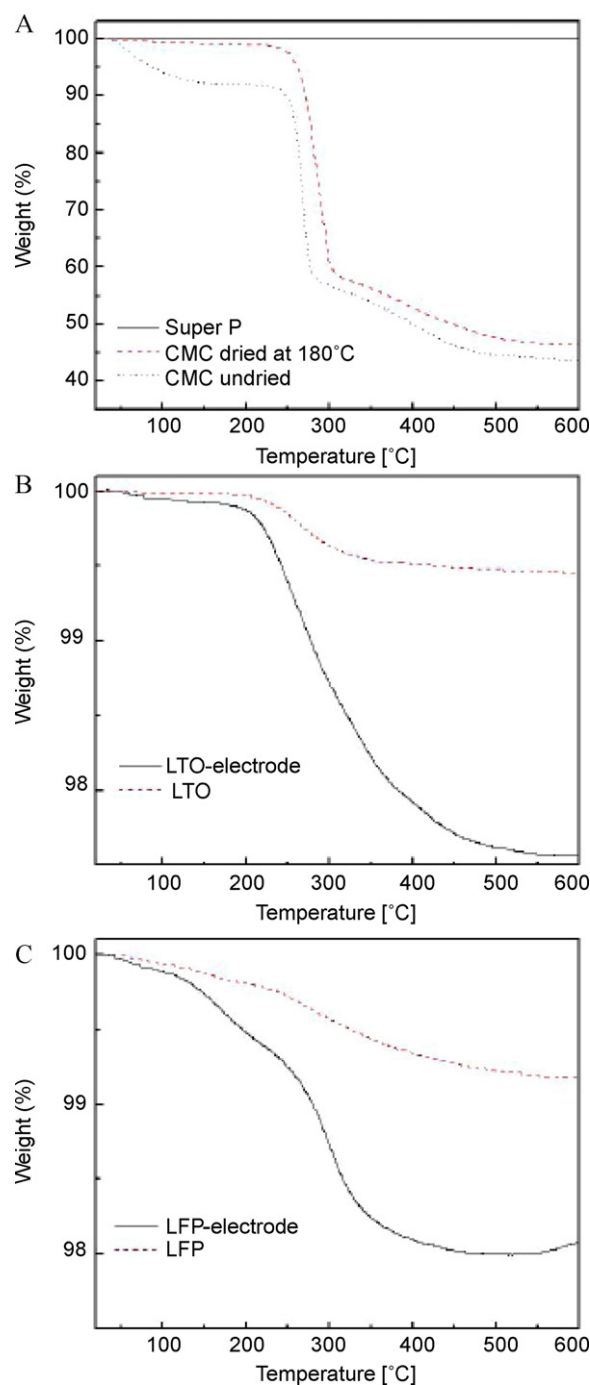 A
100
90
80
70
60
50
40
Weight (%)
Super P
CMC dried at 180°C
CMC undried
100 200 300 400 500 600
Temperature [°C]
B
100
99
98
Weight (%)
LTO-electrode
LTO
100 200 300 400 500 600
Temperature [°C]
C
100
99
98
Weight (%)
LFP-electrode
LFP
100 200 300 400 500 600
Temperature [°C]